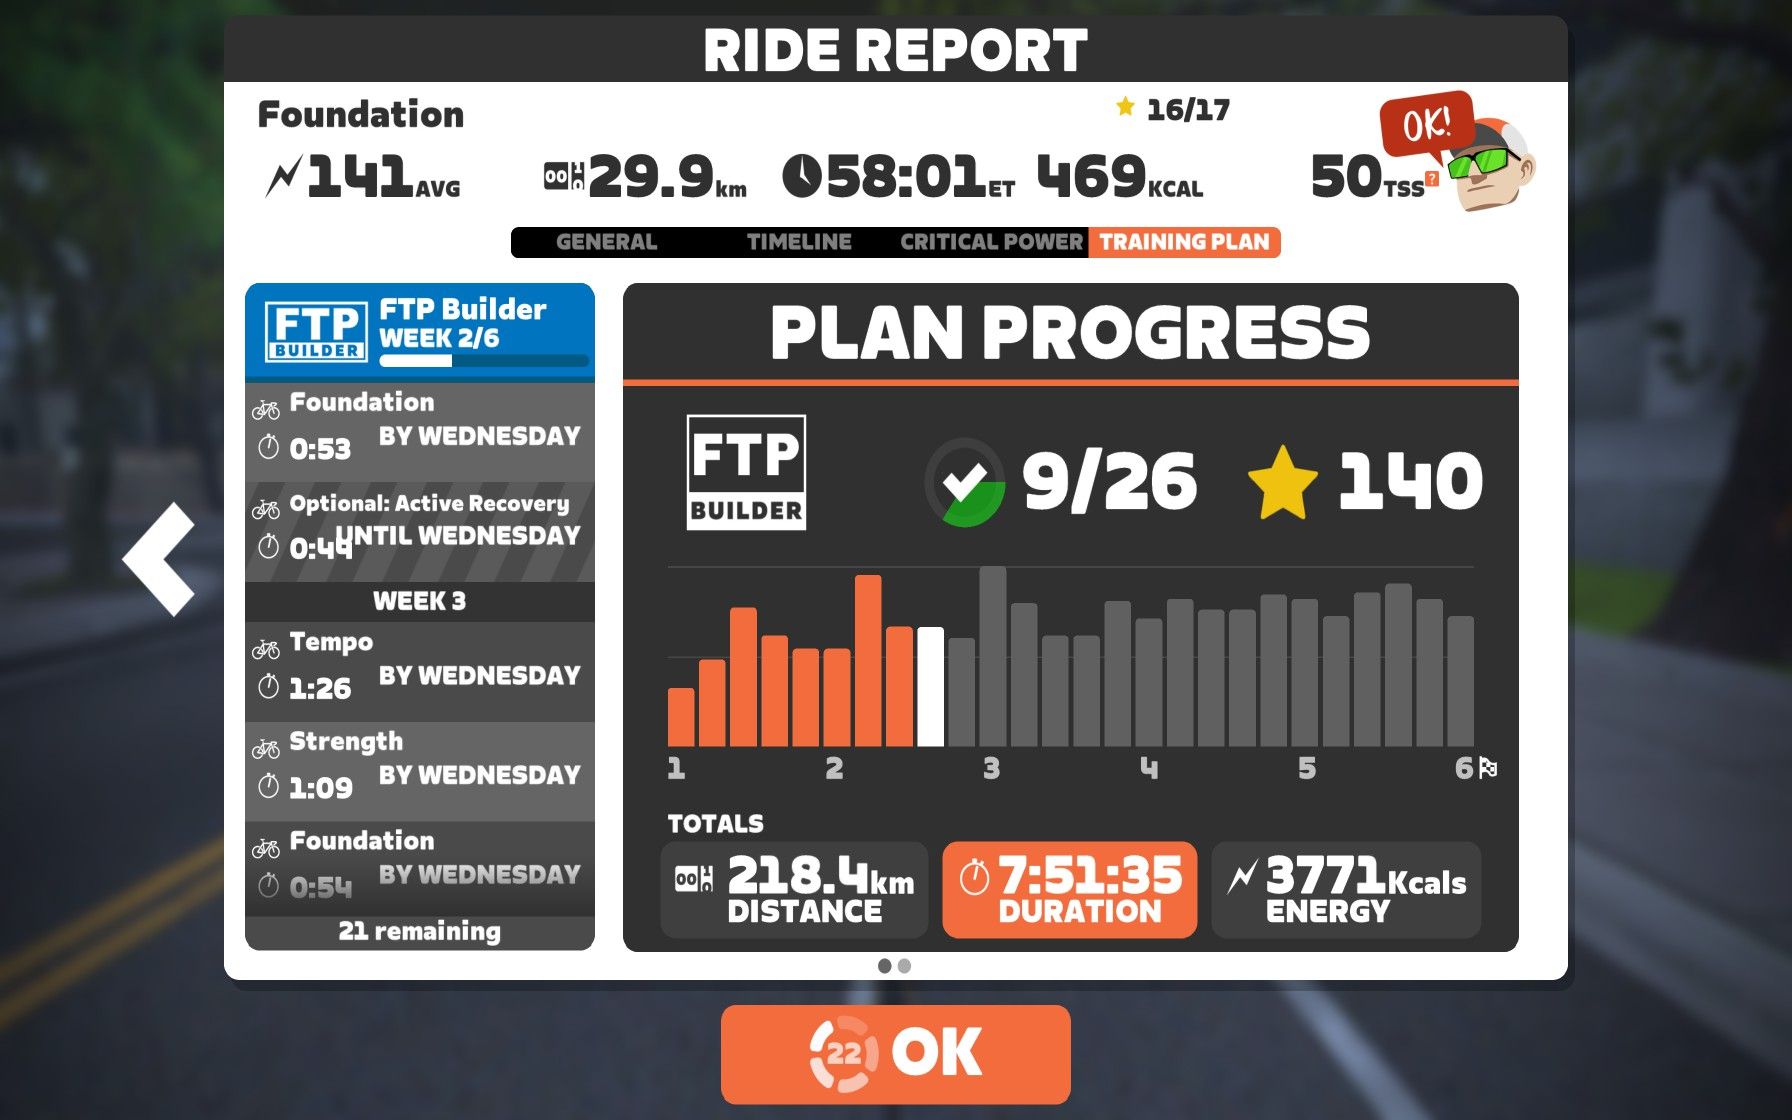 RIDE REPORT
Foundation
16/17
OK!
141AVG
29.9km
58:01ET
469KCAL
50TSS?
GENERAL
TIMELINE
CRITICAL POWER
TRAINING PLAN
FTP
BUILDER
FTP Builder
WEEK 2/6
Foundation
0:53
BY WEDNESDAY
Optional: Active Recovery
0:44
UNTIL WEDNESDAY
WEEK 3
Tempo
1:26
BY WEDNESDAY
Strength
1:09
BY WEDNESDAY
Foundation
0:54
BY WEDNESDAY
21 remaining
PLAN PROGRESS
FTP
BUILDER
9/26
140
1 2 3 4 5 6
TOTALS
218.4km
DISTANCE
7:51:35
DURATION
3771Kcals
ENERGY
22 OK